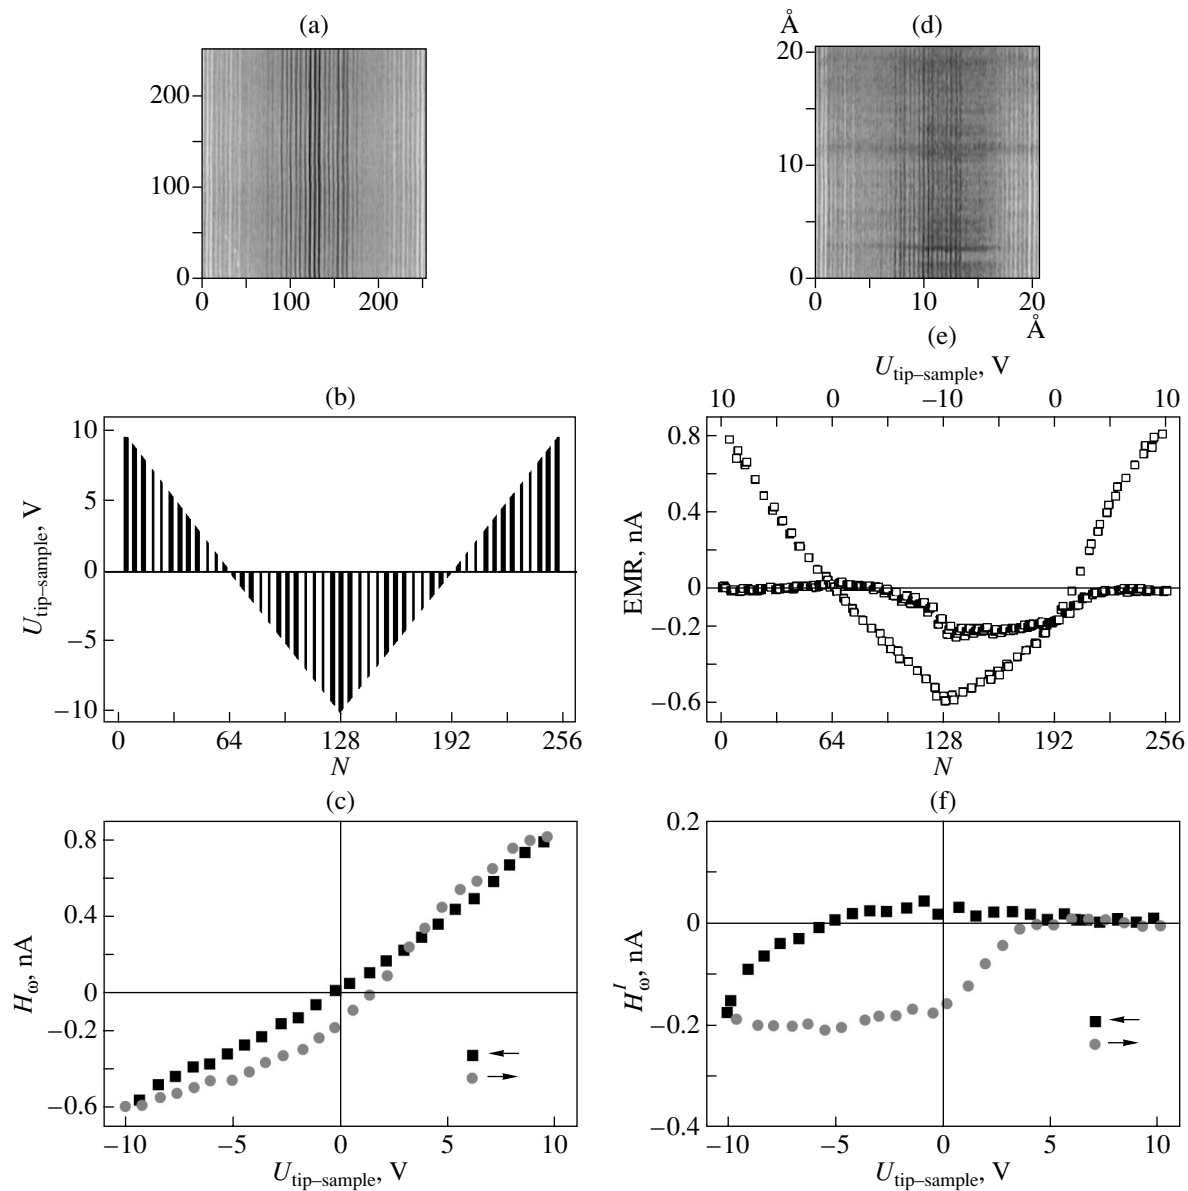 (a)
200
100
0
0 100 200
(d)
Å
20
10
0
0 10 20
Å
(b)
10
5
0
−5
−10
U_tip–sample, V
0 64 128 192 256
N
(e)
U_tip–sample, V
10 0 −10 0 10
0.8
0.4
0
−0.2
−0.6
EMR, nA
0 64 128 192 256
N
(c)
0.8
0.4
0
−0.2
−0.6
H_ω, nA
−10 −5 0 5 10
U_tip–sample, V
(f)
0.2
0
−0.2
−0.4
H_ω^I, nA
−10 −5 0 5 10
U_tip–sample, V